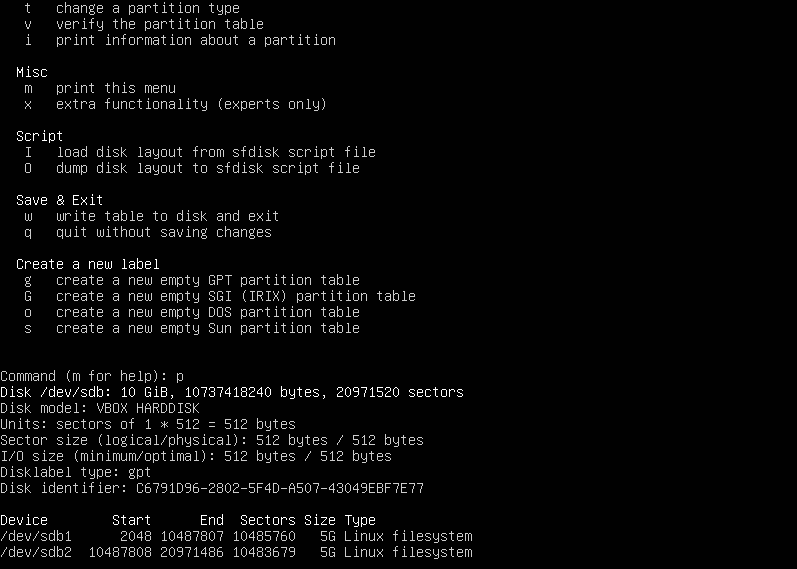 t   change a partition type
v   verify the partition table
i   print information about a partition
Misc
m   print this menu
x   extra functionality (experts only)
Script
I   load disk layout from sfdisk script file
O   dump disk layout to sfdisk script file
Save & Exit
w   write table to disk and exit
q   quit without saving changes
Create a new label
g   create a new empty GPT partition table
G   create a new empty SGI (IRIX) partition table
o   create a new empty DOS partition table
s   create a new empty Sun partition table
Command (m for help): p
Disk /dev/sdb: 10 GiB, 10737418240 bytes, 20971520 sectors
Disk model: VBOX HARDDISK
Units: sectors of 1 * 512 = 512 bytes
Sector size (logical/physical): 512 bytes / 512 bytes
I/O size (minimum/optimal): 512 bytes / 512 bytes
Disklabel type: gpt
Disk identifier: C6791D96-2802-5F4D-A507-43049EBF7E77
Device        Start      End  Sectors Size Type
/dev/sdb1      2048 10487807 10485760   5G Linux filesystem
/dev/sdb2  10487808 20971486 10483679   5G Linux filesystem